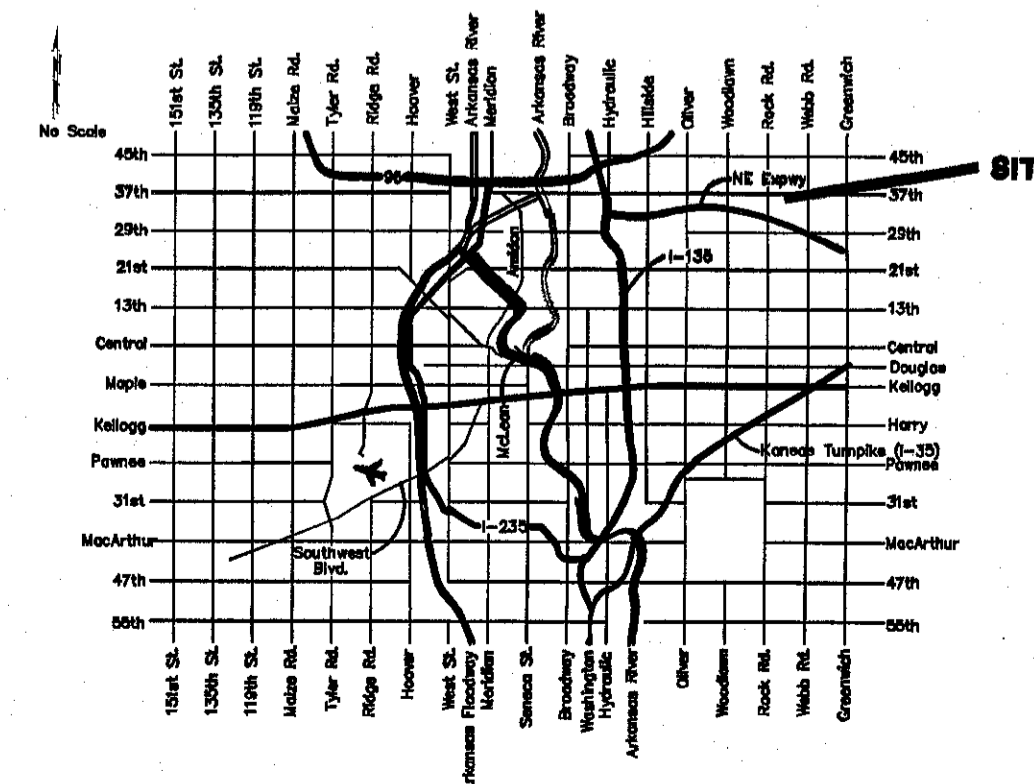 151st St.
135th St.
119th St.
Maize Rd.
Tyler Rd.
Ridge Rd.
Hoover
West St.
Arkansas River
Meridian
Arkansas River
Broadway
Hydraulic
Hillside
Oliver
Woodlawn
Rock Rd.
Webb Rd.
Greenwich
No Scale
45th
45th
96
NE Expwy
37th
37th
29th
29th
I-135
21st
21st
Amidon
13th
13th
Central
Central
Douglas
Maple
Kellogg
McLean
Kellogg
Harry
Kansas Turnpike (I-35)
Pawnee
Pawnee
31st
31st
I-235
MacArthur
MacArthur
Southwest
Blvd.
47th
47th
55th
55th
151st St.
135th St.
119th St.
Maize Rd.
Tyler Rd.
Ridge Rd.
Hoover
West St.
Arkansas Floodway
Meridian
Seneca St.
Broadway
Washington
Hydraulic
Arkansas River
Oliver
Woodlawn
Rock Rd.
Webb Rd.
Greenwich